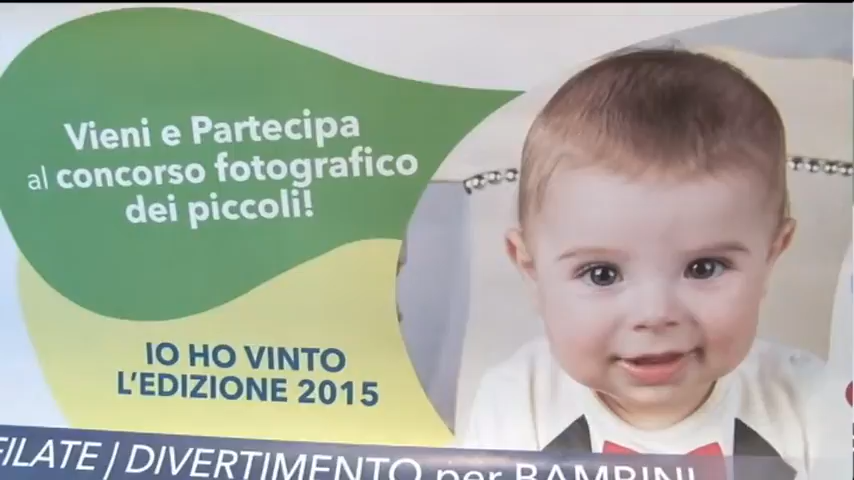 Vieni e Partecipa
al concorso fotografico
dei piccoli!
IO HO VINTO
L'EDIZIONE 2015
FILATE / DIVERTIMENTO per BAMBINI